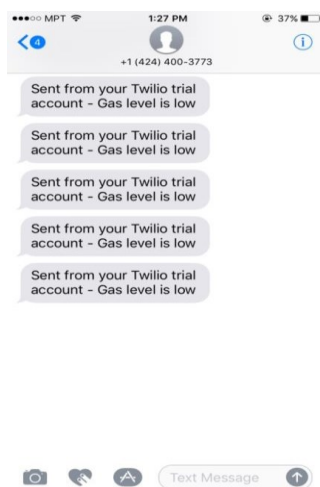 MPT 1:27 PM 37%
4
+1 (424) 400-3773
Sent from your Twilio trial
account - Gas level is low
Sent from your Twilio trial
account - Gas level is low
Sent from your Twilio trial
account - Gas level is low
Sent from your Twilio trial
account - Gas level is low
Sent from your Twilio trial
account - Gas level is low
Text Message